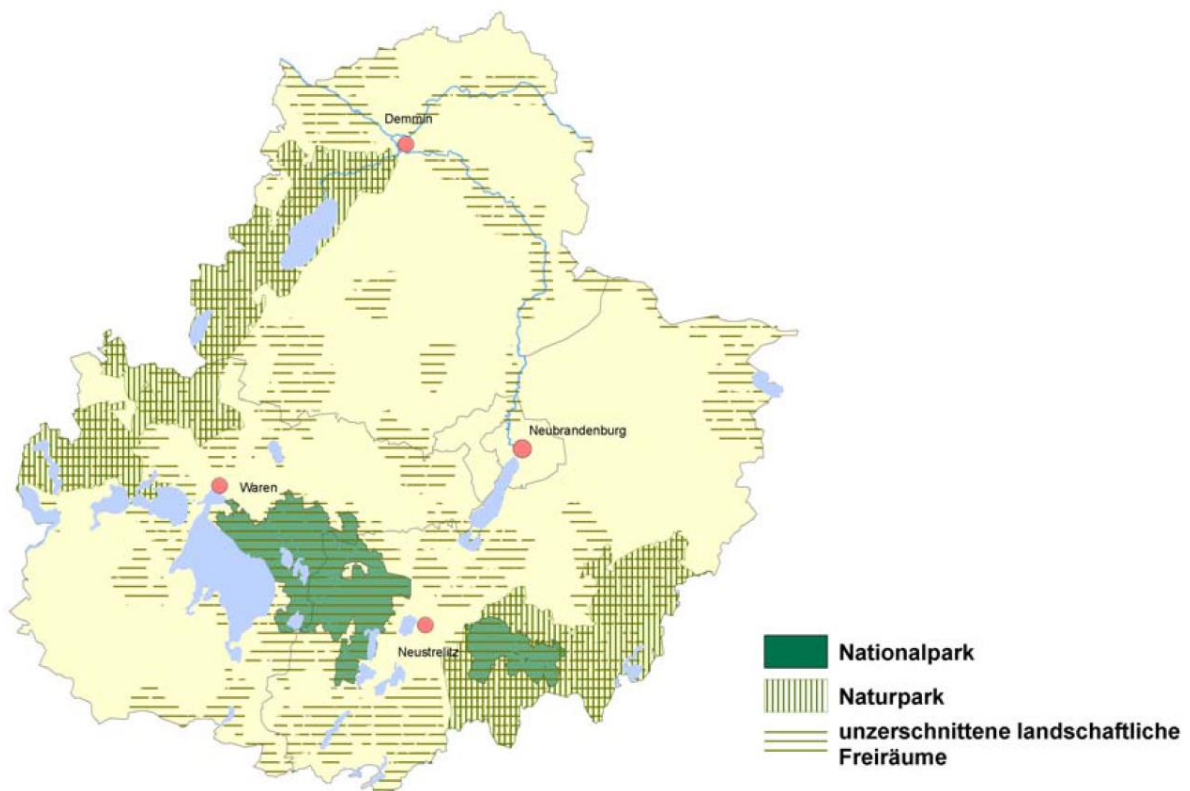 Demmin
Neubrandenburg
Waren
Neustrelitz
Nationalpark
Naturpark
unzerschnittene landschaftliche
Freiräume